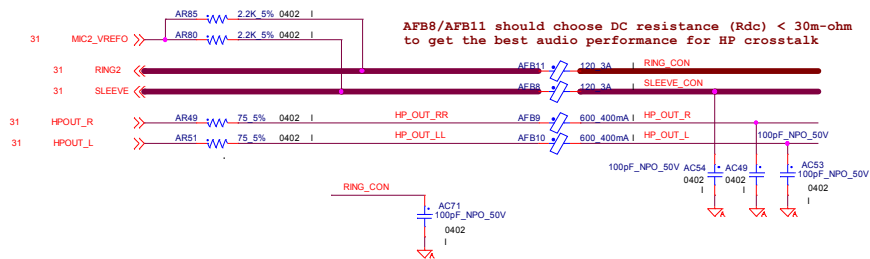 AR85 2.2K_5% 0402 I
AFB8/AFB11 should choose DC resistance (Rdc) < 30m-ohm
to get the best audio performance for HP crosstalk
31 MIC2_VREFO AR80 2.2K_5% 0402 I
31 RING2 AFB11 120_3A I RING_CON
31 SLEEVE AFB8 120_3A I SLEEVE_CON
31 HPOUT_R AR49 75_5% 0402 I HP_OUT_RR AFB9 600_400mA I HP_OUT_R
31 HPOUT_L AR51 75_5% 0402 I HP_OUT_LL AFB10 600_400mA I HP_OUT_L
100pF_NPO_50V
100pF_NPO_50V AC54 AC49 AC53
100pF_NPO_50V
0402 0402 0402
I I I
A A A
RING_CON
AC71
100pF_NPO_50V
0402
I
A